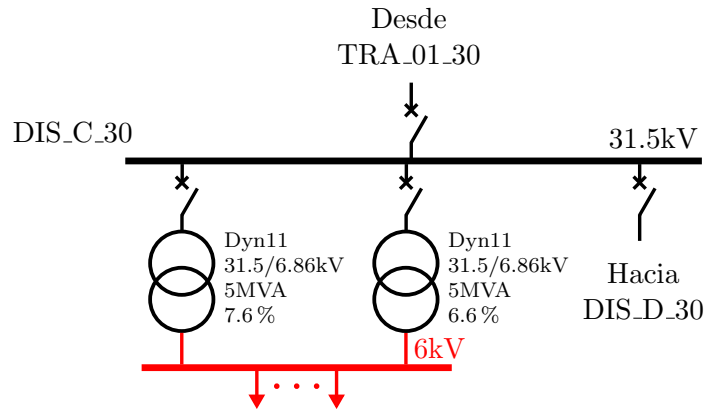 Desde
TRA_01_30
DIS_C_30
31.5kV
Dyn11
31.5/6.86kV
5MVA
7.6 %
Dyn11
31.5/6.86kV
5MVA
6.6 %
Hacia
DIS_D_30
6kV